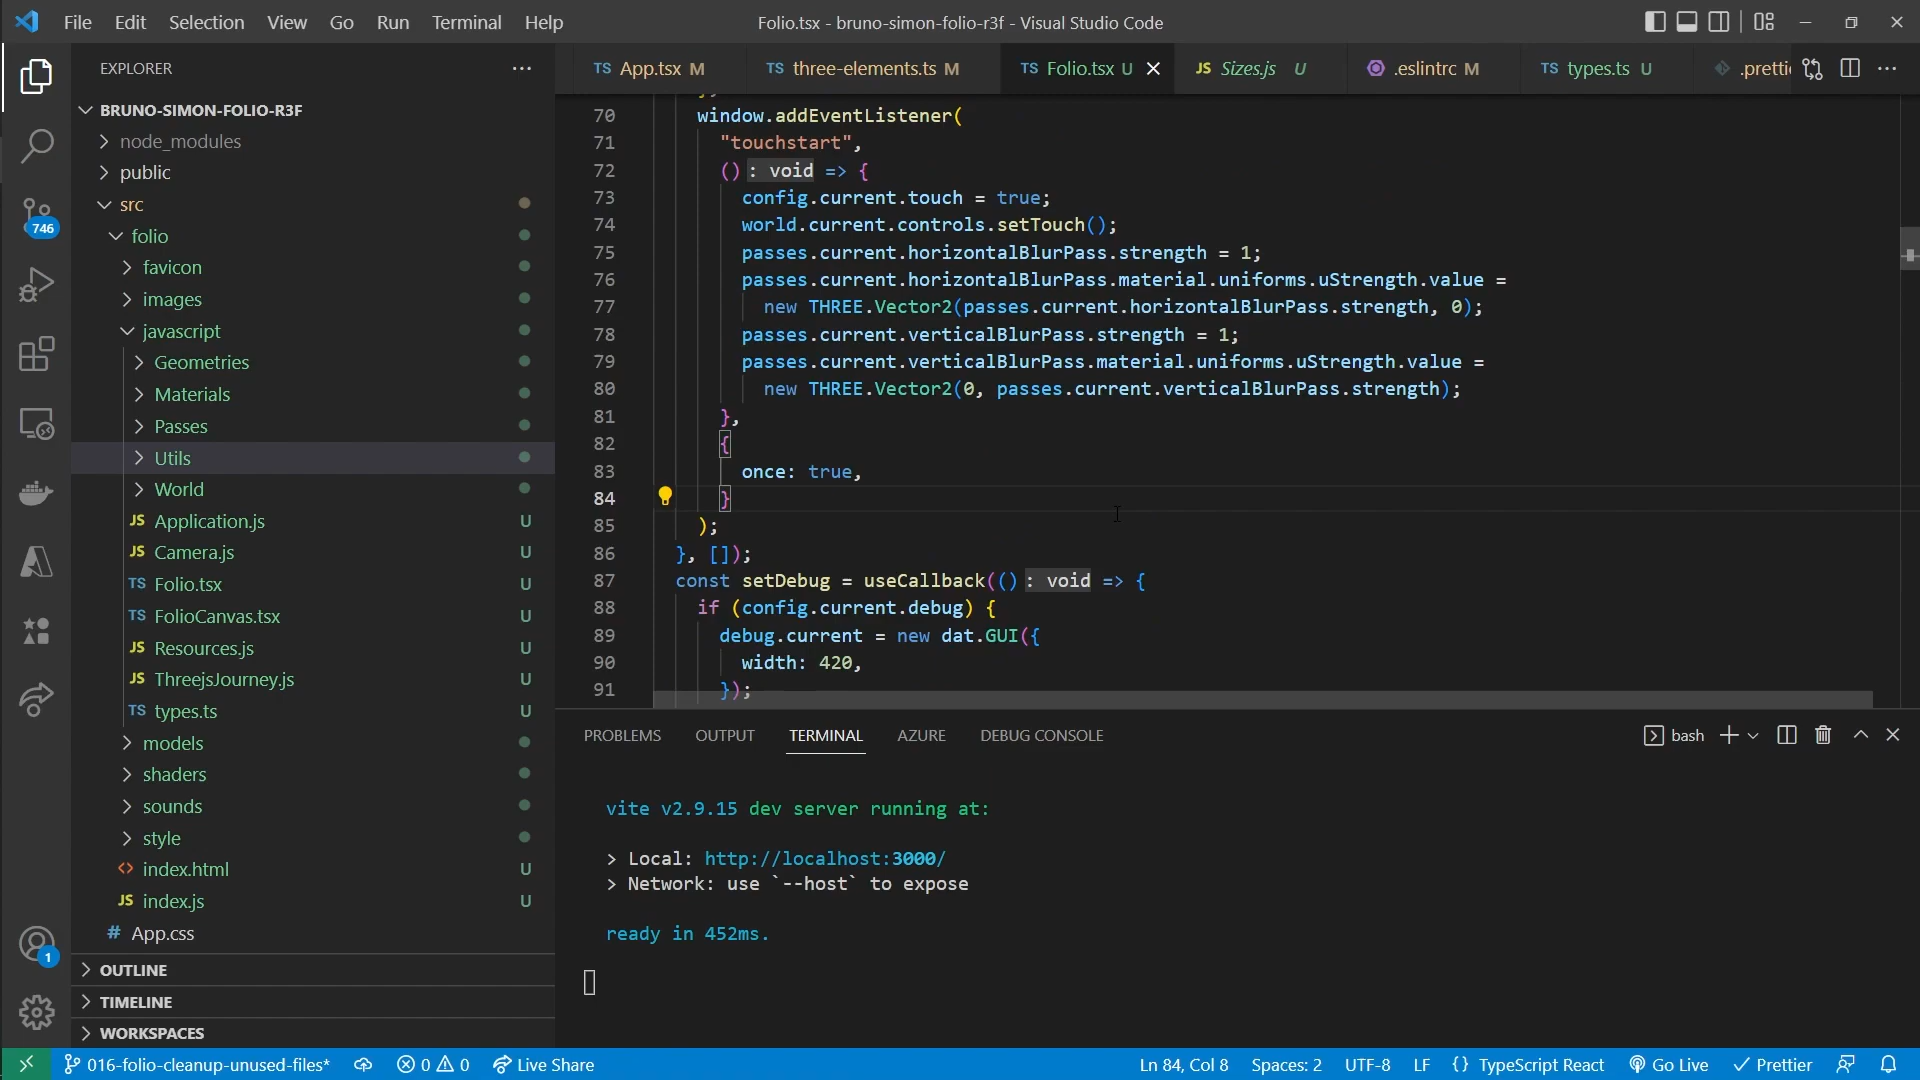 File Edit Selection View Go Run Terminal Help
Folio.tsx - bruno-simon-folio-r3f - Visual Studio Code
EXPLORER
TS App.tsx M
TS three-elements.ts M
TS Folio.tsx U
JS Sizes.js U
.eslintrc M
TS types.ts U
.pretti
BRUNO-SIMON-FOLIO-R3F
node_modules
public
src
folio
favicon
images
javascript
Geometries
Materials
Passes
Utils
World
JS Application.js U
JS Camera.js U
TS Folio.tsx U
TS FolioCanvas.tsx U
JS Resources.js U
JS ThreejsJourney.js U
TS types.ts U
models
shaders
sounds
style
<> index.html U
JS index.js U
# App.css
OUTLINE
TIMELINE
WORKSPACES
746
1
70 window.addEventListener(
71 "touchstart",
72 (): void => {
73 config.current.touch = true;
74 world.current.controls.setTouch();
75 passes.current.horizontalBlurPass.strength = 1;
76 passes.current.horizontalBlurPass.material.uniforms.uStrength.value =
77 new THREE.Vector2(passes.current.horizontalBlurPass.strength, 0);
78 passes.current.verticalBlurPass.strength = 1;
79 passes.current.verticalBlurPass.material.uniforms.uStrength.value =
80 new THREE.Vector2(0, passes.current.verticalBlurPass.strength);
81 },
82 {
83 once: true,
84 }
85 );
86 }, []);
87 const setDebug = useCallback((): void => {
88 if (config.current.debug) {
89 debug.current = new dat.GUI({
90 width: 420,
91 });
PROBLEMS OUTPUT TERMINAL AZURE DEBUG CONSOLE
bash
vite v2.9.15 dev server running at:
> Local: http://localhost:3000/
> Network: use `--host` to expose
ready in 452ms.
016-folio-cleanup-unused-files* 0 0 Live Share
Ln 84, Col 8 Spaces: 2 UTF-8 LF {} TypeScript React Go Live Prettier